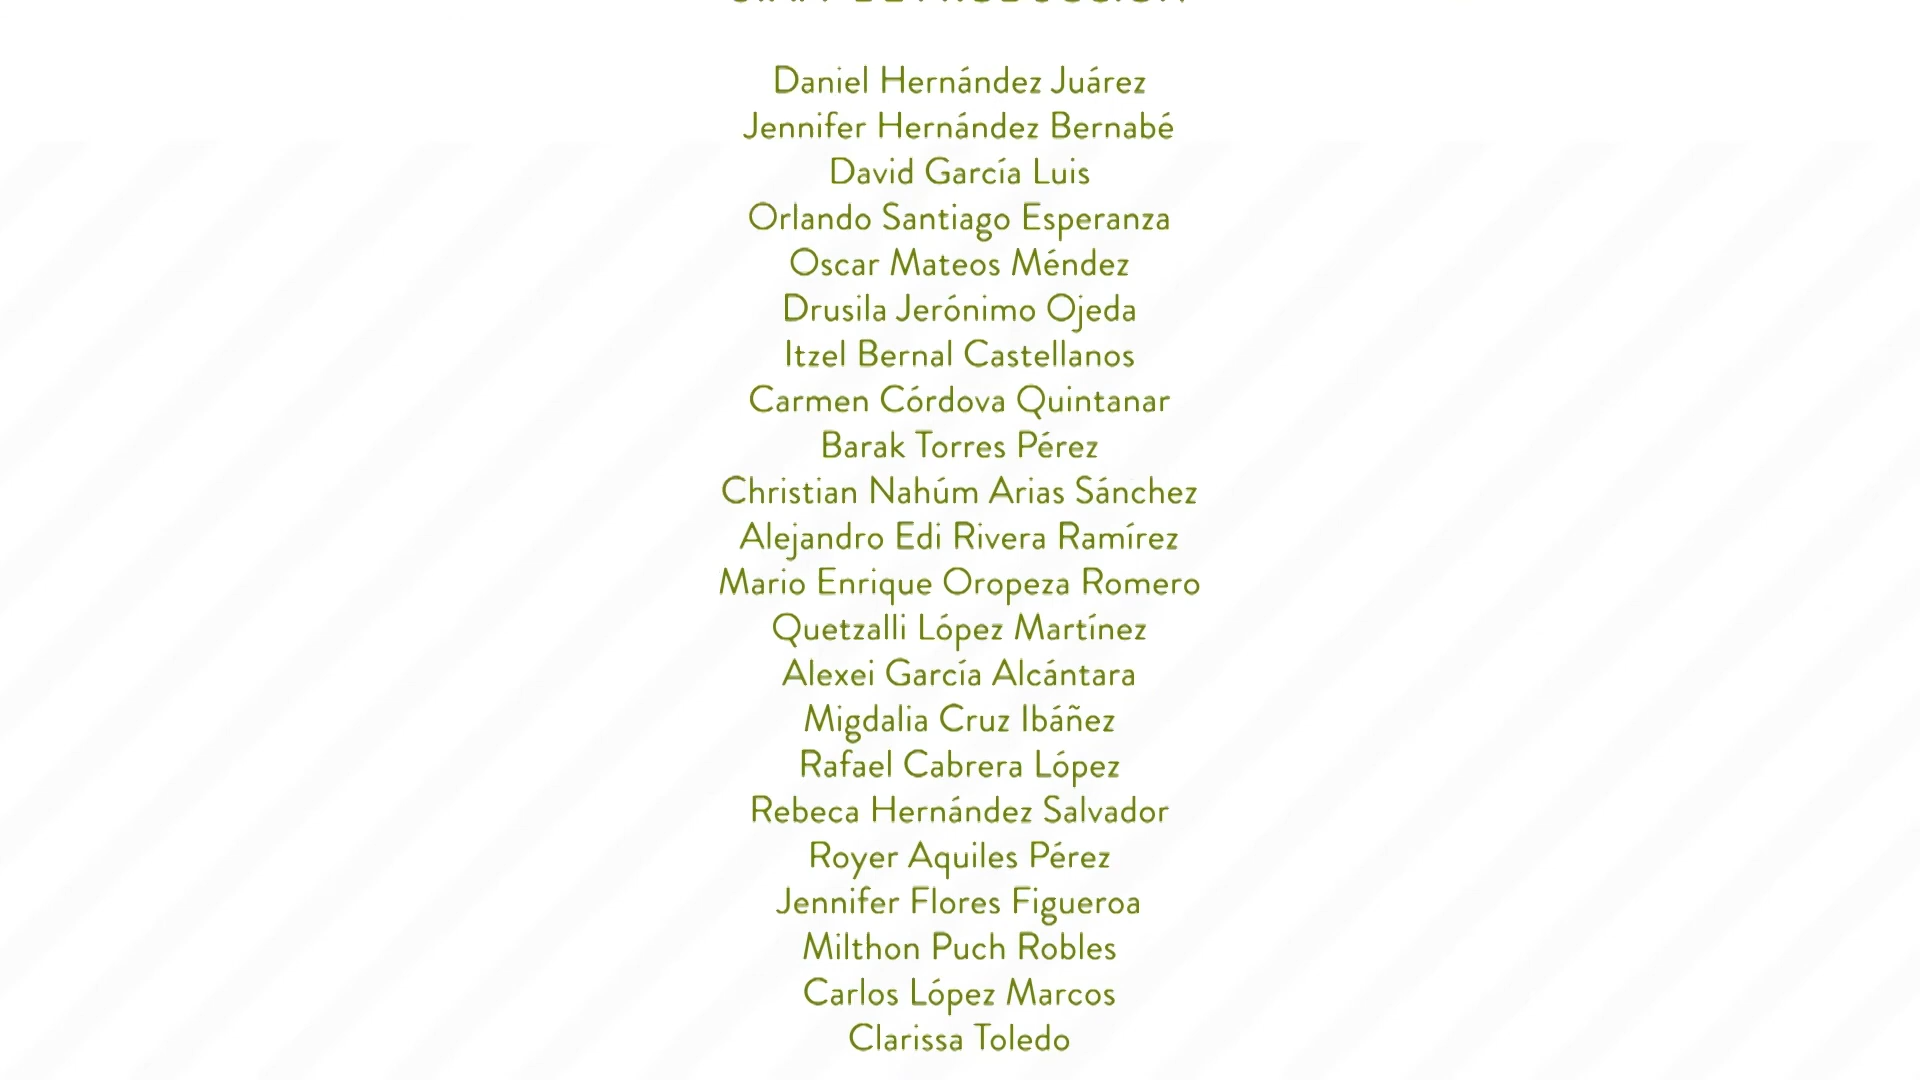 STAFF DE PRODUCCIÓN
Daniel Hernández Juárez
Jennifer Hernández Bernabé
David García Luis
Orlando Santiago Esperanza
Oscar Mateos Méndez
Drusila Jerónimo Ojeda
Itzel Bernal Castellanos
Carmen Córdova Quintanar
Barak Torres Pérez
Christian Nahúm Arias Sánchez
Alejandro Edi Rivera Ramírez
Mario Enrique Oropeza Romero
Quetzalli López Martínez
Alexei García Alcántara
Migdalia Cruz Ibáñez
Rafael Cabrera López
Rebeca Hernández Salvador
Royer Aquiles Pérez
Jennifer Flores Figueroa
Milthon Puch Robles
Carlos López Marcos
Clarissa Toledo